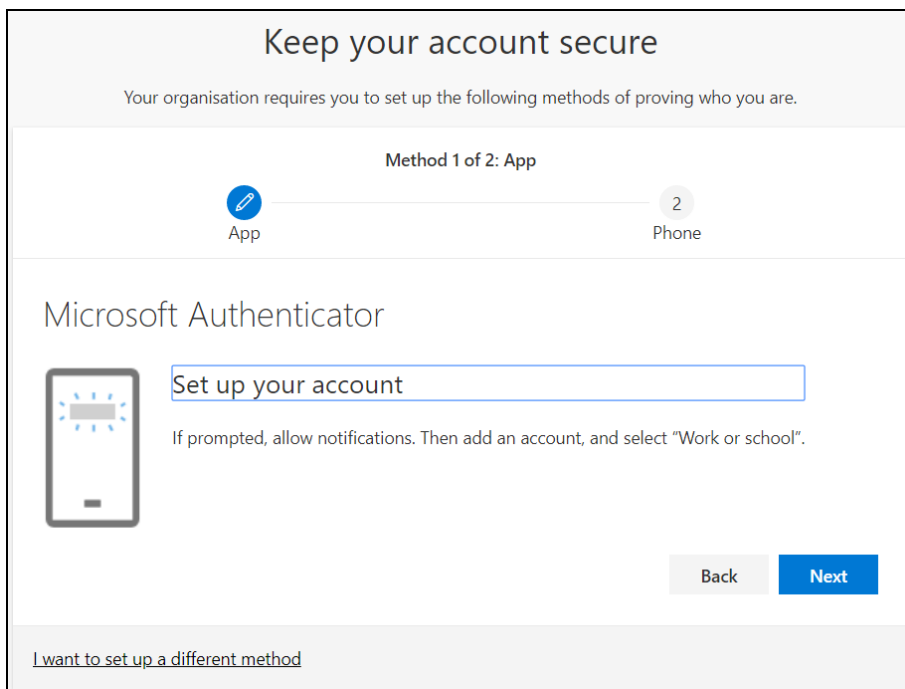 Keep your account secure
Your organisation requires you to set up the following methods of proving who you are.
Method 1 of 2: App
2
App
Phone
Microsoft Authenticator
Set up your account
If prompted, allow notifications. Then add an account, and select “Work or school”.
Back
Next
I want to set up a different method